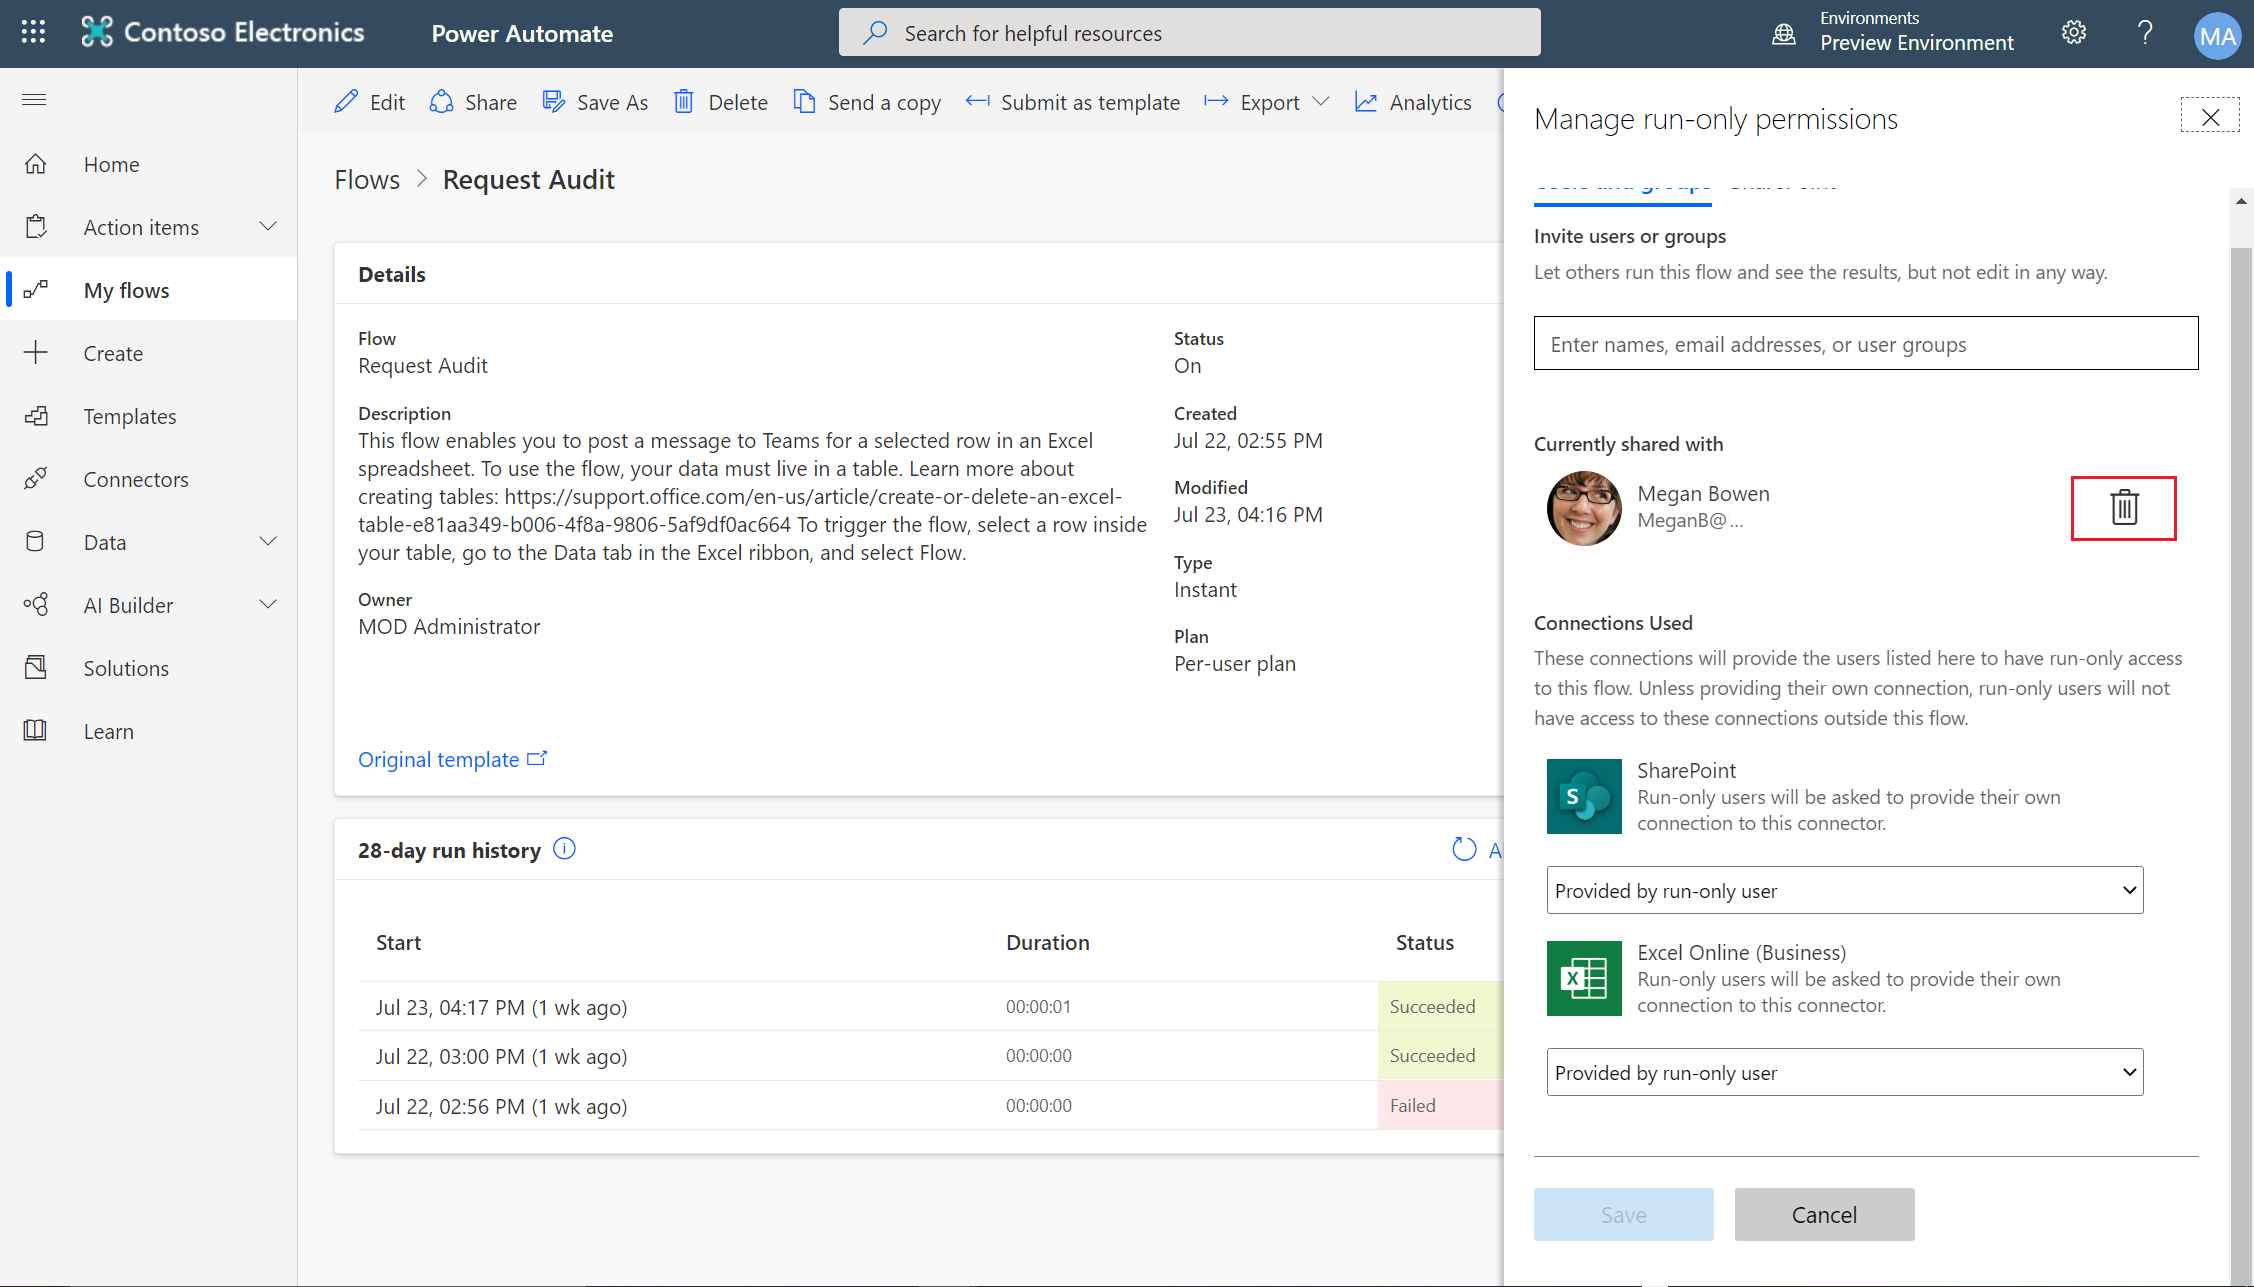 Contoso Electronics
Power Automate
Search for helpful resources
Environments
Preview Environment
?
MA
Edit
Share
Save As
Delete
Send a copy
Submit as template
Export
Analytics
Home
Action items
My flows
Create
Templates
Connectors
Data
AI Builder
Solutions
Learn
Flows > Request Audit
Details
Flow
Request Audit
Description
This flow enables you to post a message to Teams for a selected row in an Excel
spreadsheet. To use the flow, your data must live in a table. Learn more about
creating tables: https://support.office.com/en-us/article/create-or-delete-an-excel-
table-e81aa349-b006-4f8a-9806-5af9df0ac664 To trigger the flow, select a row inside
your table, go to the Data tab in the Excel ribbon, and select Flow.
Owner
MOD Administrator
Status
On
Created
Jul 22, 02:55 PM
Modified
Jul 23, 04:16 PM
Type
Instant
Plan
Per-user plan
Original template
28-day run history
Start Duration Status
Jul 23, 04:17 PM (1 wk ago) 00:00:01 Succeeded
Jul 22, 03:00 PM (1 wk ago) 00:00:00 Succeeded
Jul 22, 02:56 PM (1 wk ago) 00:00:00 Failed
Manage run-only permissions
Users and groups SharePoint
Invite users or groups
Let others run this flow and see the results, but not edit in any way.
Enter names, email addresses, or user groups
Currently shared with
Megan Bowen
MeganB@...
Connections Used
These connections will provide the users listed here to have run-only access
to this flow. Unless providing their own connection, run-only users will not
have access to these connections outside this flow.
S
SharePoint
Run-only users will be asked to provide their own
connection to this connector.
Provided by run-only user
X
Excel Online (Business)
Run-only users will be asked to provide their own
connection to this connector.
Provided by run-only user
Save
Cancel